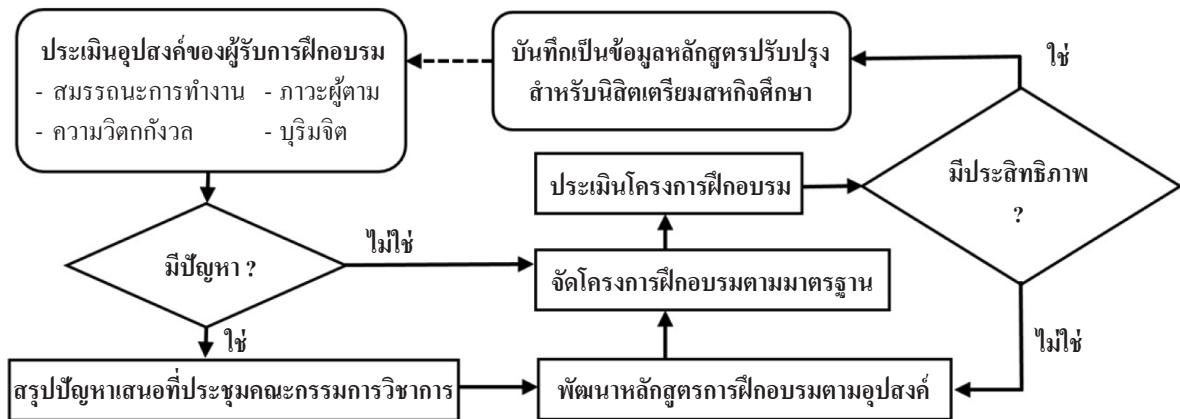 ประเมินอุปสงค์ของผู้รับการฝึกอบรม
- สมรรถนะการทำงาน - ภาวะผู้ตาม
- ความวิตกกังวล - บุริมจิต
บันทึกเป็นข้อมูลหลักสูตรปรับปรุง
สำหรับนิสิตเตรียมสหกิจศึกษา
ใช่
ประเมินโครงการฝึกอบรม
มีประสิทธิภาพ
?
มีปัญหา ?
ไม่ใช่
จัดโครงการฝึกอบรมตามมาตรฐาน
ใช่
ไม่ใช่
สรุปปัญหาเสนอที่ประชุมคณะกรรมการวิชาการ
พัฒนาหลักสูตรการฝึกอบรมตามอุปสงค์